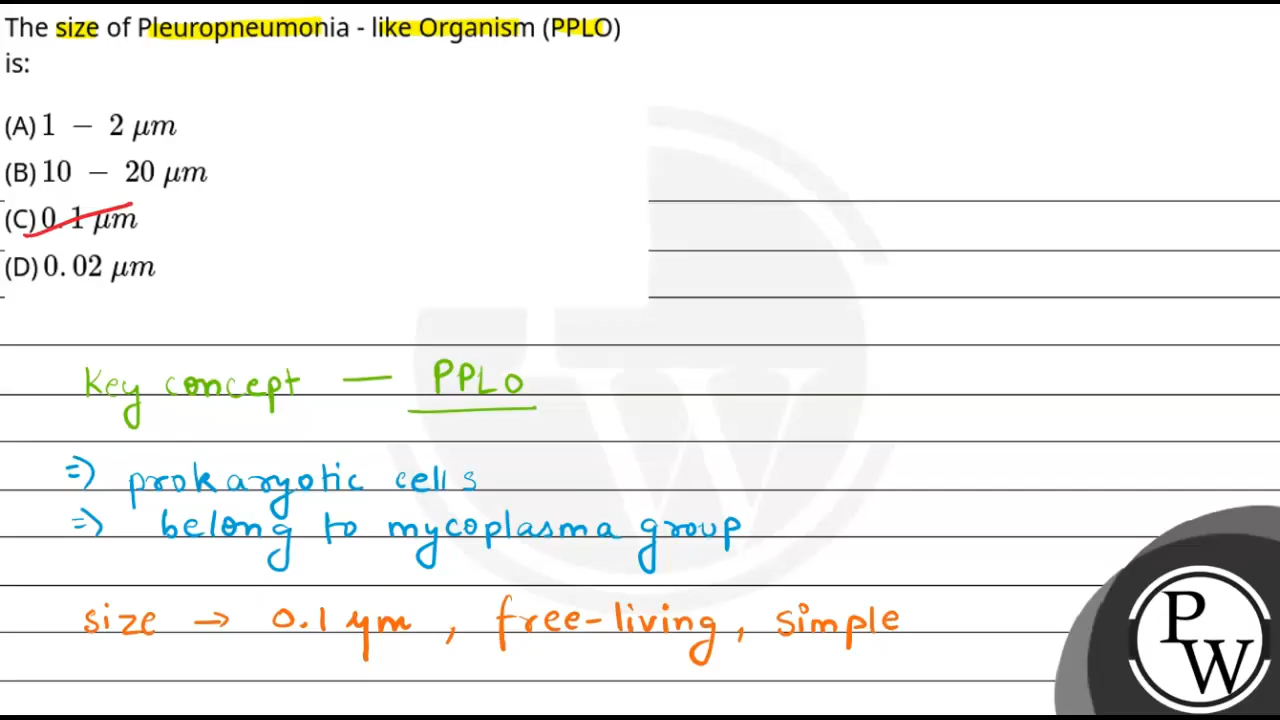 The size of Pleuropneumonia - like Organism (PPLO)
is:
(A) 1 − 2 μm
(B) 10 − 20 μm
(C) 0.1 μm
(D) 0.02 μm
Key concept — PPLO
⇒ prokaryotic cells
⇒ belong to mycoplasma group
size → 0.1 μm, free-living, simple
PW